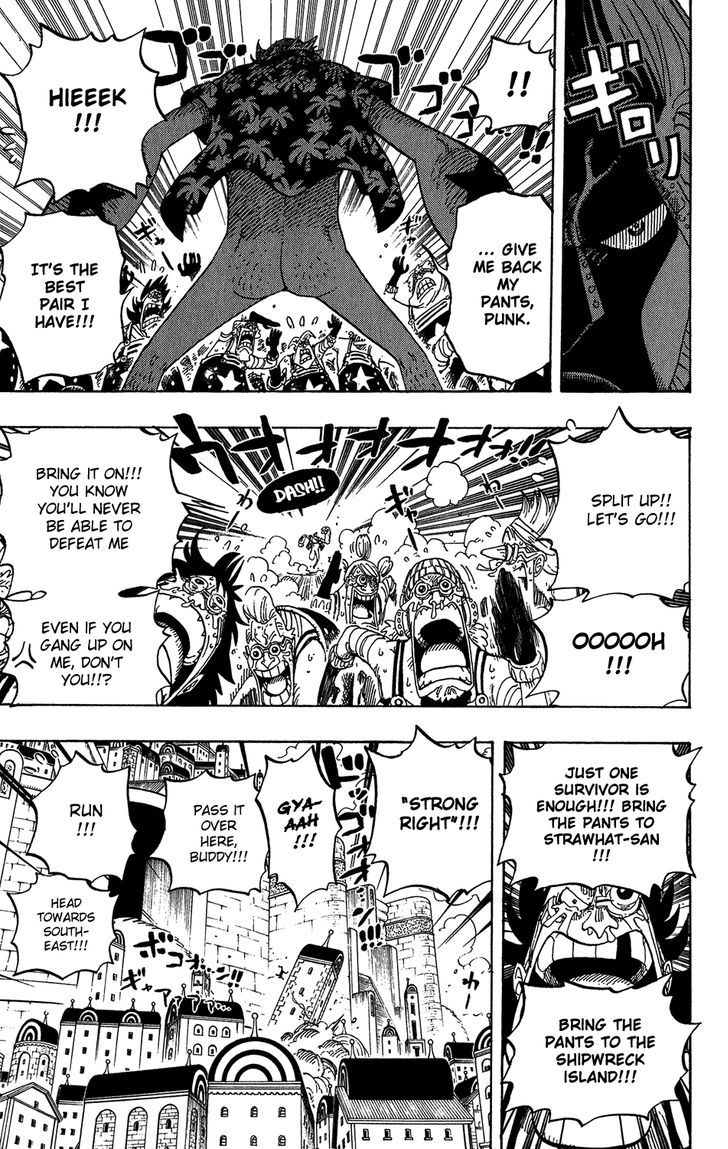 ギロリ
!!
... GIVE
ME BACK
MY
PANTS,
PUNK.
HIEEEK
!!!
IT'S THE
BEST
PAIR I
HAVE!!!
SPLIT UP!!
LET'S GO!!!
OOOOOH
!!!
DASH!!
BRING IT ON!!!
YOU KNOW
YOU'LL NEVER
BE ABLE TO
DEFEAT ME
EVEN IF YOU
GANG UP ON
ME, DON'T
YOU!!?
JUST ONE
SURVIVOR IS
ENOUGH!!! BRING
THE PANTS TO
STRAWHAT-SAN
!!!
BRING THE
PANTS TO THE
SHIPWRECK
ISLAND!!!
"STRONG
RIGHT"!!!
GYA-
AAH
!!!
PASS IT
OVER
HERE,
BUDDY!!!
RUN
!!!
HEAD
TOWARDS
SOUTH-
EAST!!!